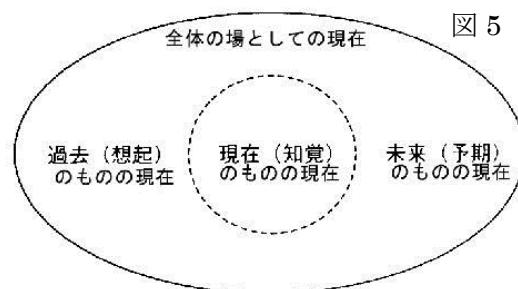 図5
全体の場としての現在
過去（想起）
のものの現在
現在（知覚）
のものの現在
未来（予期）
のものの現在